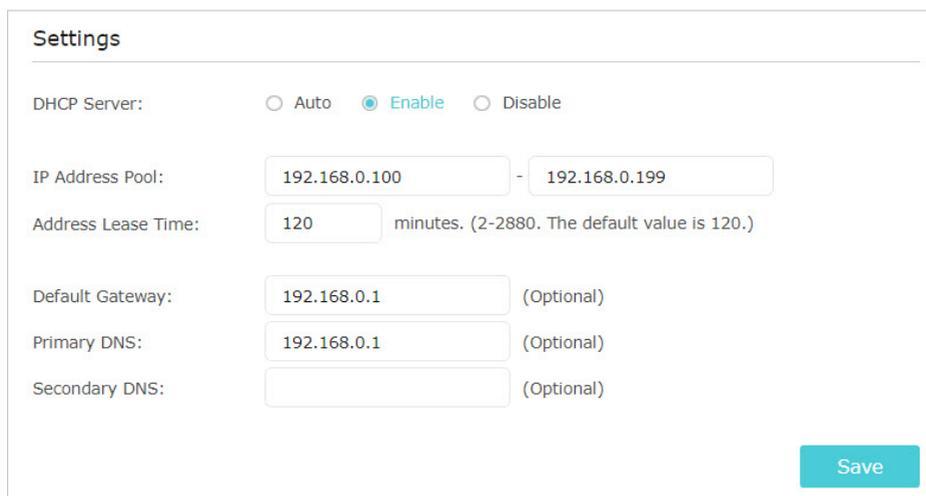 Settings
DHCP Server: Auto Enable Disable
IP Address Pool: 192.168.0.100 - 192.168.0.199
Address Lease Time: 120 minutes. (2-2880. The default value is 120.)
Default Gateway: 192.168.0.1 (Optional)
Primary DNS: 192.168.0.1 (Optional)
Secondary DNS: (Optional)
Save